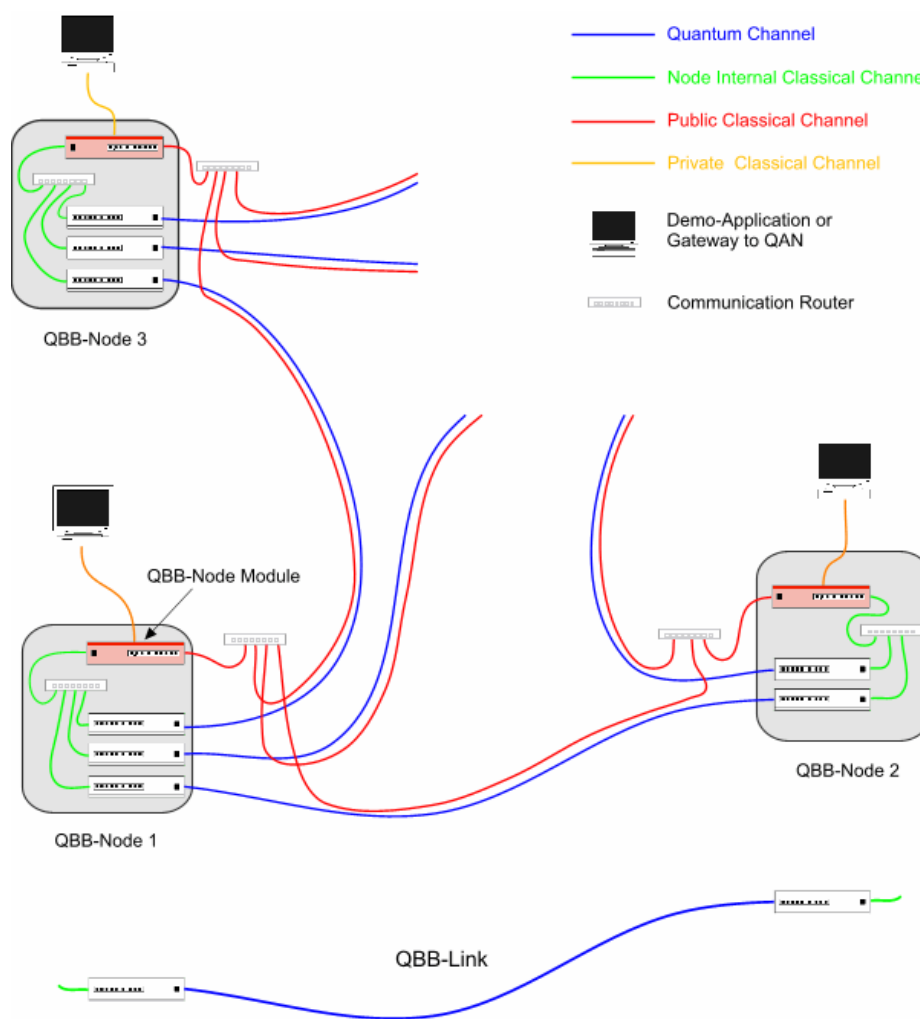 Quantum Channel
Node Internal Classical Channel
Public Classical Channel
Private Classical Channel
Demo-Application or
Gateway to QAN
Communication Router
QBB-Node 3
QBB-Node Module
QBB-Node 2
QBB-Node 1
QBB-Link